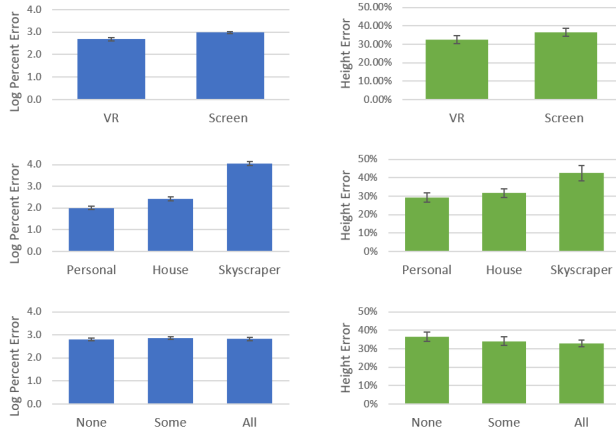 Log Percent Error
4.0
3.0
2.0
1.0
0.0
VR Screen
Height Error
50.00%
40.00%
30.00%
20.00%
10.00%
0.00%
VR Screen
Log Percent Error
4.0
3.0
2.0
1.0
0.0
Personal House Skyscraper
Height Error
50%
40%
30%
20%
10%
0%
Personal House Skyscraper
Log Percent Error
4.0
3.0
2.0
1.0
0.0
None Some All
Height Error
50%
40%
30%
20%
10%
0%
None Some All